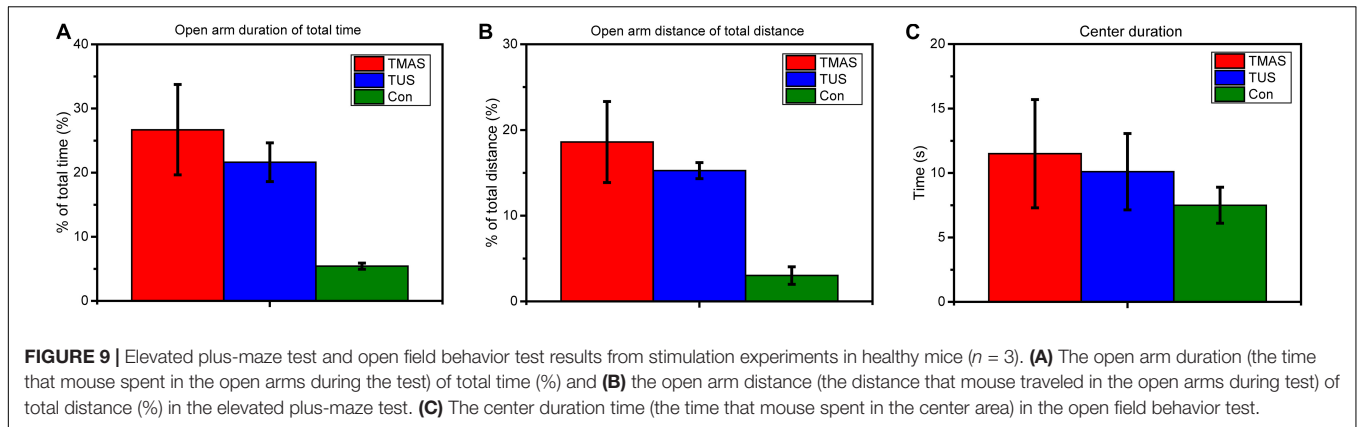 A
Open arm duration of total time
% of total time (%)
40
30
20
10
0
TMAS
TUS
Con
B
Open arm distance of total distance
% of total distance (%)
30
20
10
0
TMAS
TUS
Con
C
Center duration
Time (s)
20
15
10
5
0
TMAS
TUS
Con
FIGURE 9 | Elevated plus-maze test and open field behavior test results from stimulation experiments in healthy mice (n = 3). (A) The open arm duration (the time
that mouse spent in the open arms during the test) of total time (%) and (B) the open arm distance (the distance that mouse traveled in the open arms during test) of
total distance (%) in the elevated plus-maze test. (C) The center duration time (the time that mouse spent in the center area) in the open field behavior test.